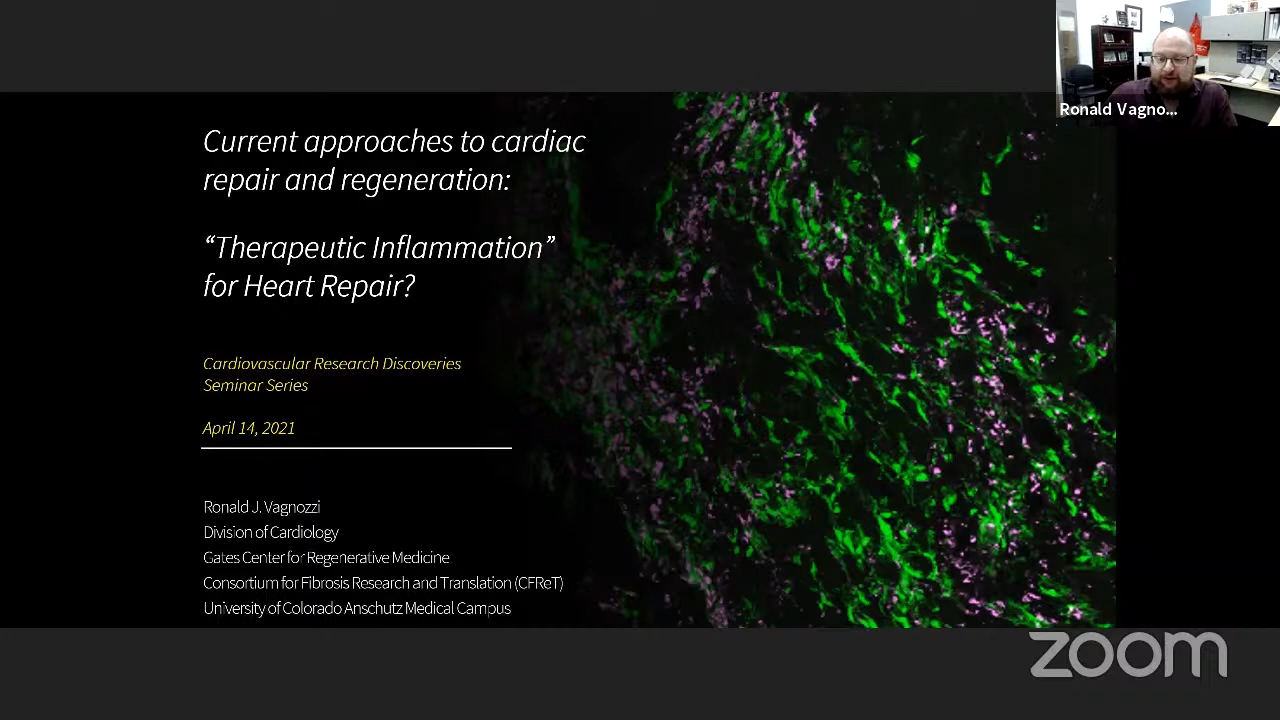 Current approaches to cardiac
repair and regeneration:
“Therapeutic Inflammation”
for Heart Repair?
Cardiovascular Research Discoveries
Seminar Series
April 14, 2021
Ronald J. Vagnozzi
Division of Cardiology
Gates Center for Regenerative Medicine
Consortium for Fibrosis Research and Translation (CFReT)
University of Colorado Anschutz Medical Campus
Ronald Vagno...
zoom